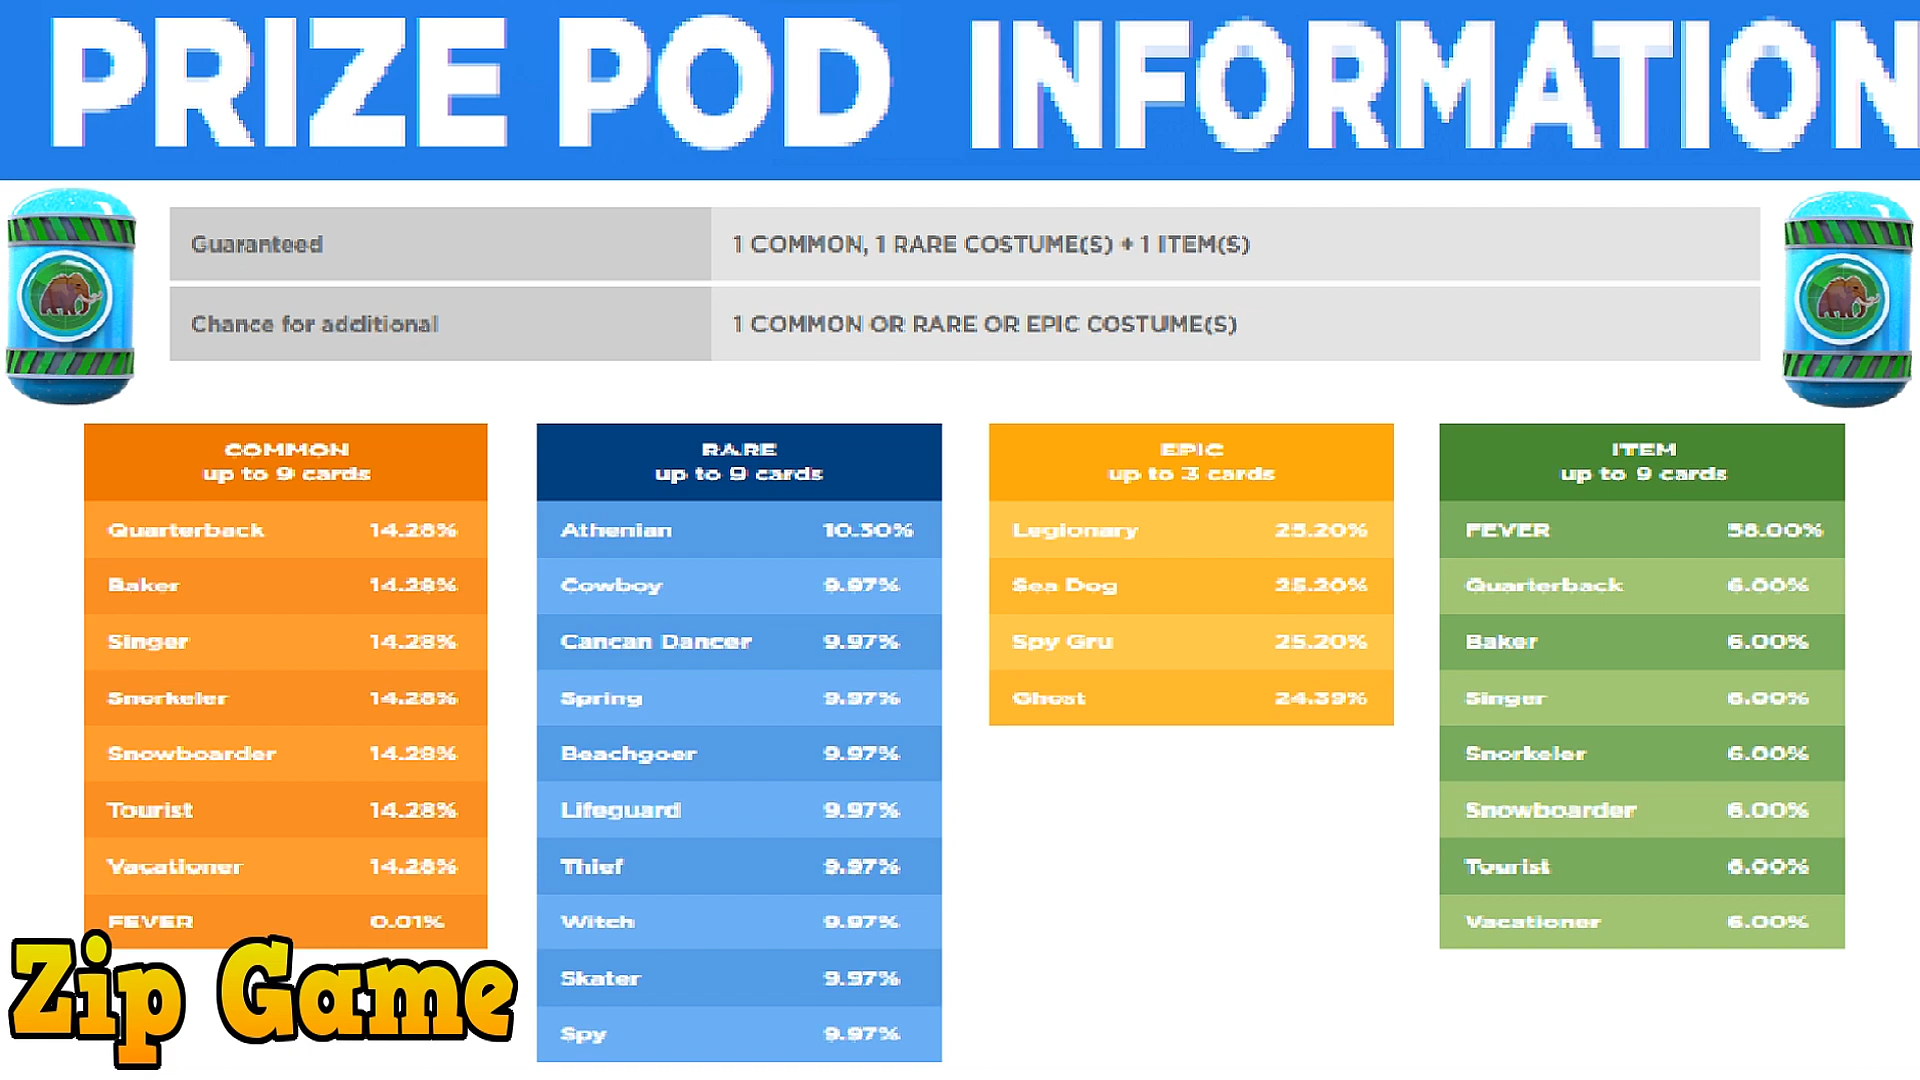 PRIZE POD INFORMATION
Guaranteed 1 COMMON, 1 RARE COSTUME(S) + 1 ITEM(S)
Chance for additional 1 COMMON OR RARE OR EPIC COSTUME(S)
COMMON
up to 9 cards
Quarterback 14.28%
Baker 14.28%
Singer 14.28%
Snorkeler 14.28%
Snowboarder 14.28%
Tourist 14.28%
Vacationer 14.28%
FEVER 0.01%
RARE
up to 9 cards
Athenian 10.30%
Cowboy 9.97%
Cancan Dancer 9.97%
Spring 9.97%
Beachgoer 9.97%
Lifeguard 9.97%
Thief 9.97%
Witch 9.97%
Skater 9.97%
Spy 9.97%
EPIC
up to 3 cards
Legionary 25.20%
Sea Dog 25.20%
Spy Gru 25.20%
Ghost 24.39%
ITEM
up to 9 cards
FEVER 58.00%
Quarterback 6.00%
Baker 6.00%
Singer 6.00%
Snorkeler 6.00%
Snowboarder 6.00%
Tourist 6.00%
Vacationer 6.00%
Zip Game